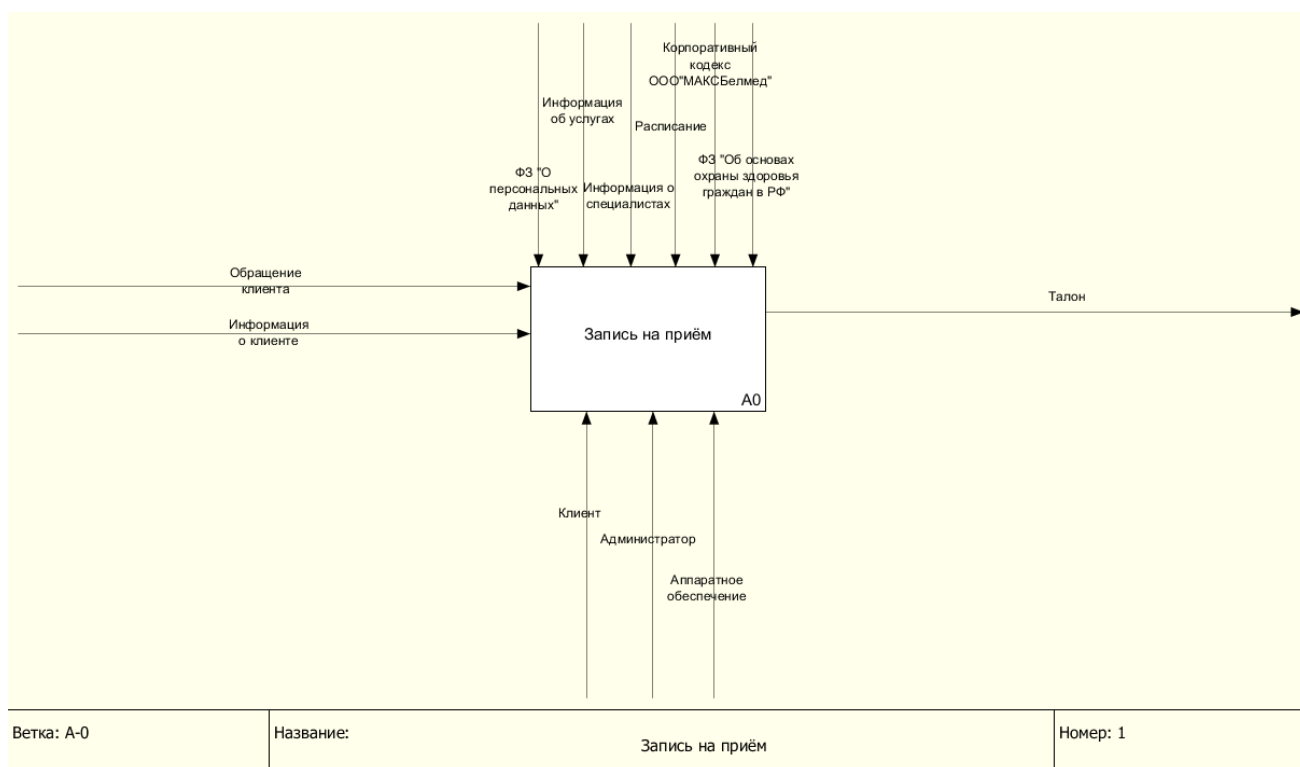 Корпоративный
кодекс
ООО"МАКСБелмед"
Информация
об услугах
Расписание
ФЗ "О
персональных
данных"
Информация о
специалистах
ФЗ "Об основах
охраны здоровья
граждан в РФ"
Обращение
клиента
Информация
о клиенте
Запись на приём
A0
Талон
Клиент
Администратор
Аппаратное
обеспечение
Ветка: A-0
Название:
Запись на приём
Номер: 1